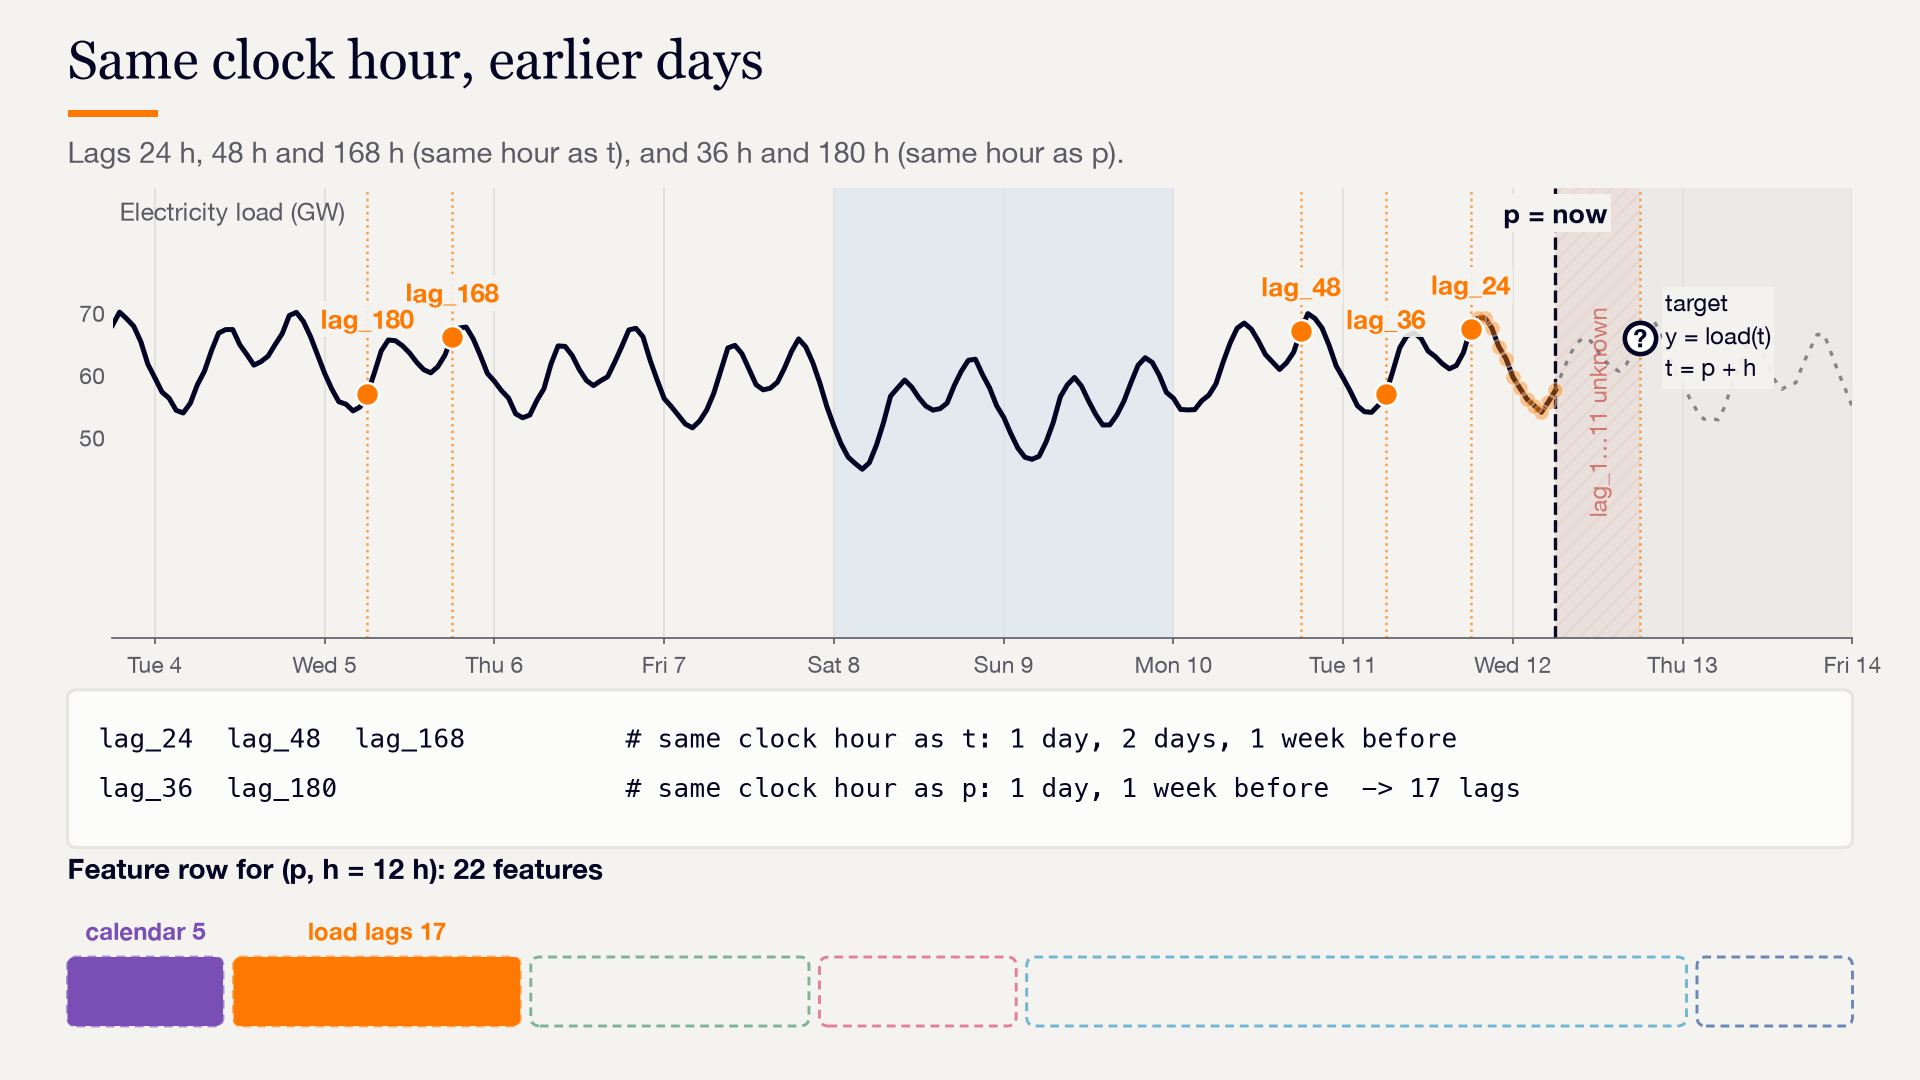 Same clock hour, earlier days
Lags 24 h, 48 h and 168 h (same hour as t), and 36 h and 180 h (same hour as p).
Electricity load (GW)
p = now
lag_180
lag_168
lag_48
lag_36
lag_24
70
60
50
lag_1…11 unknown
?
target
y = load(t)
t = p + h
Tue 4
Wed 5
Thu 6
Fri 7
Sat 8
Sun 9
Mon 10
Tue 11
Wed 12
Thu 13
Fri 14
lag_24  lag_48  lag_168  # same clock hour as t: 1 day, 2 days, 1 week before
lag_36  lag_180  # same clock hour as p: 1 day, 1 week before  —> 17 lags
Feature row for (p, h = 12 h): 22 features
calendar 5
load lags 17